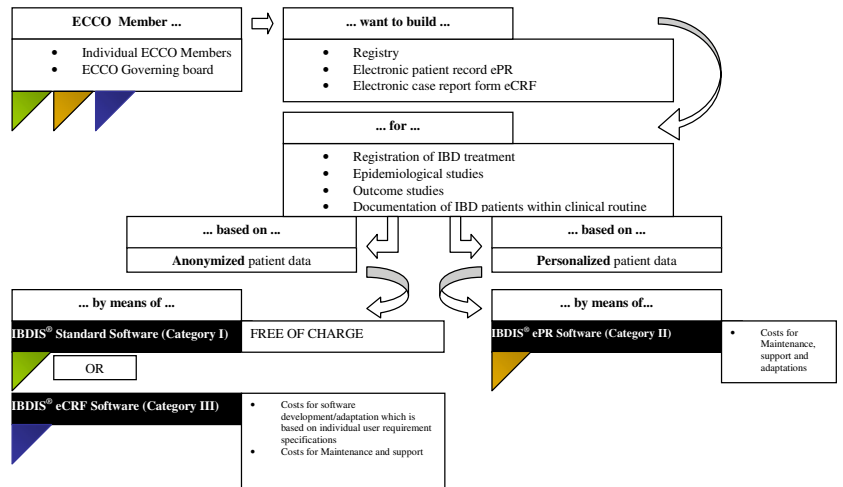 ECCO Member ...
• Individual ECCO Members
• ECCO Governing board
... want to build ...
• Registry
• Electronic patient record ePR
• Electronic case report form eCRF
... for ...
• Registration of IBD treatment
• Epidemiological studies
• Outcome studies
• Documentation of IBD patients within clinical routine
... based on ...
Anonymized patient data
... based on ...
Personalized patient data
... by means of ...
IBDIS® Standard Software (Category I)
FREE OF CHARGE
OR
IBDIS® eCRF Software (Category III)
• Costs for software
development/adaptation which is
based on individual user requirement
specifications
• Costs for Maintenance and support
... by means of...
IBDIS® ePR Software (Category II)
• Costs for
Maintenance,
support and
adaptations